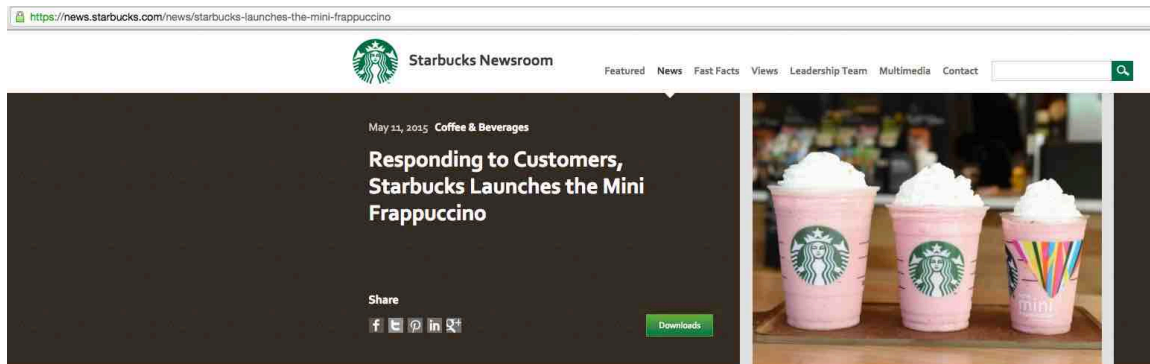 https://news.starbucks.com/news/starbucks-launches-the-mini-frappuccino
Starbucks Newsroom
Featured News Fast Facts Views Leadership Team Multimedia Contact
May 11, 2015 Coffee & Beverages
Responding to Customers,
Starbucks Launches the Mini
Frappuccino
Share
Downloads
mini